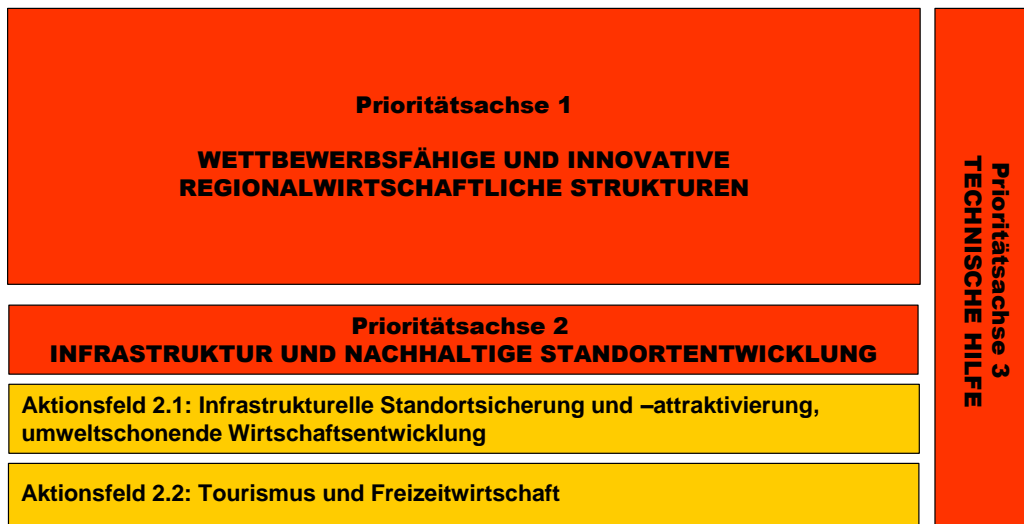 Prioritätsachse 1
WETTBEWERBSFÄHIGE UND INNOVATIVE
REGIONALWIRTSCHAFTLICHE STRUKTUREN
Prioritätsachse 2
INFRASTRUKTUR UND NACHHALTIGE STANDORTENTWICKLUNG
Aktionsfeld 2.1: Infrastrukturelle Standortsicherung und –attraktivierung,
umweltschonende Wirtschaftsentwicklung
Aktionsfeld 2.2: Tourismus und Freizeitwirtschaft
Prioritätsachse 3
TECHNISCHE HILFE